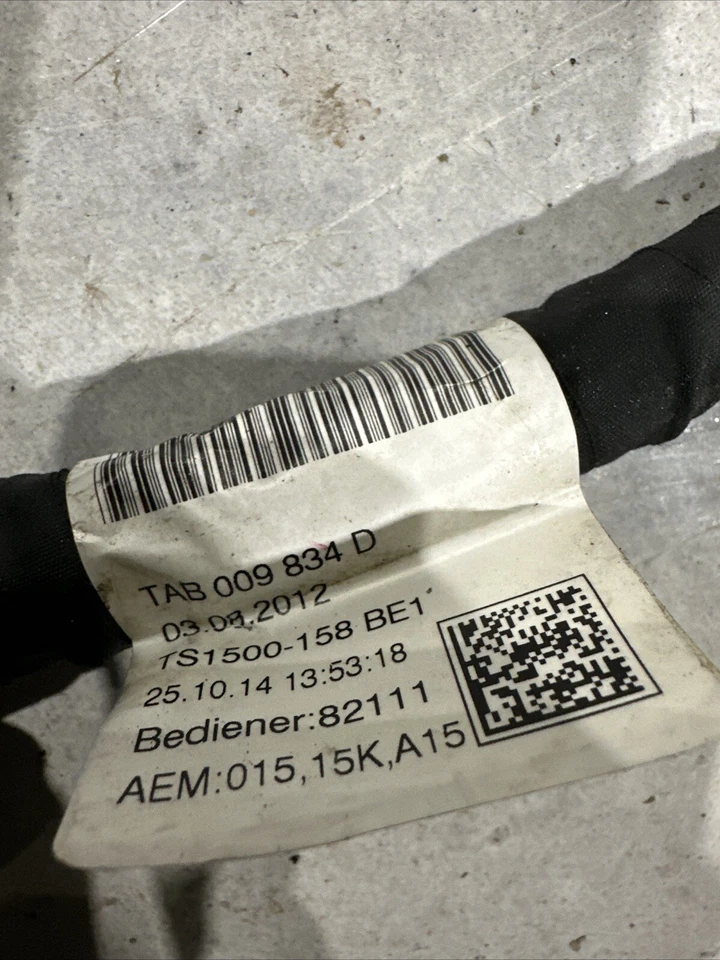 TAB 009 834 D
03.09.2012
TS1500-158 BE1
25.10.14 13:53:18
Bediener:82111
AEM:015,15K,A15